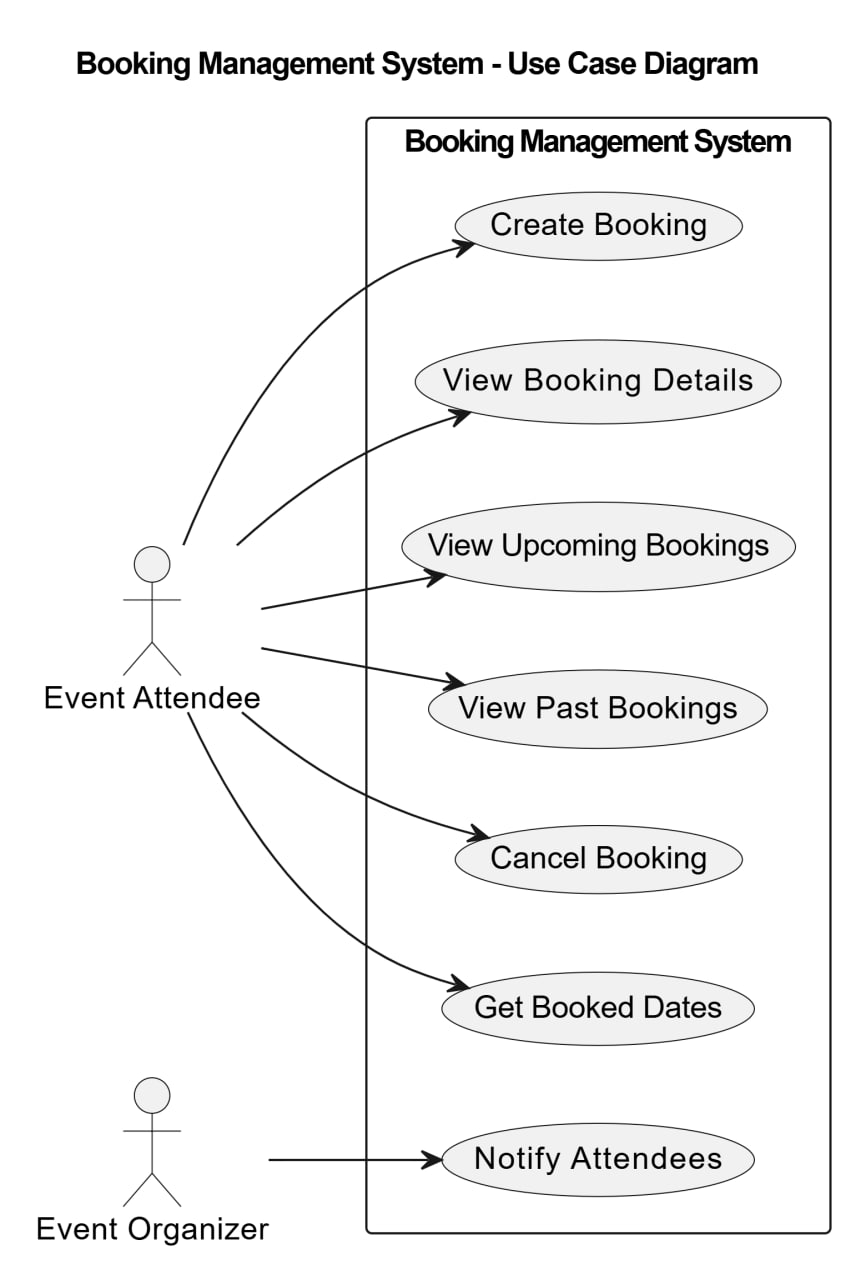 Booking Management System - Use Case Diagram
Booking Management System
Create Booking
View Booking Details
View Upcoming Bookings
Event Attendee
View Past Bookings
Cancel Booking
Get Booked Dates
Notify Attendees
Event Organizer